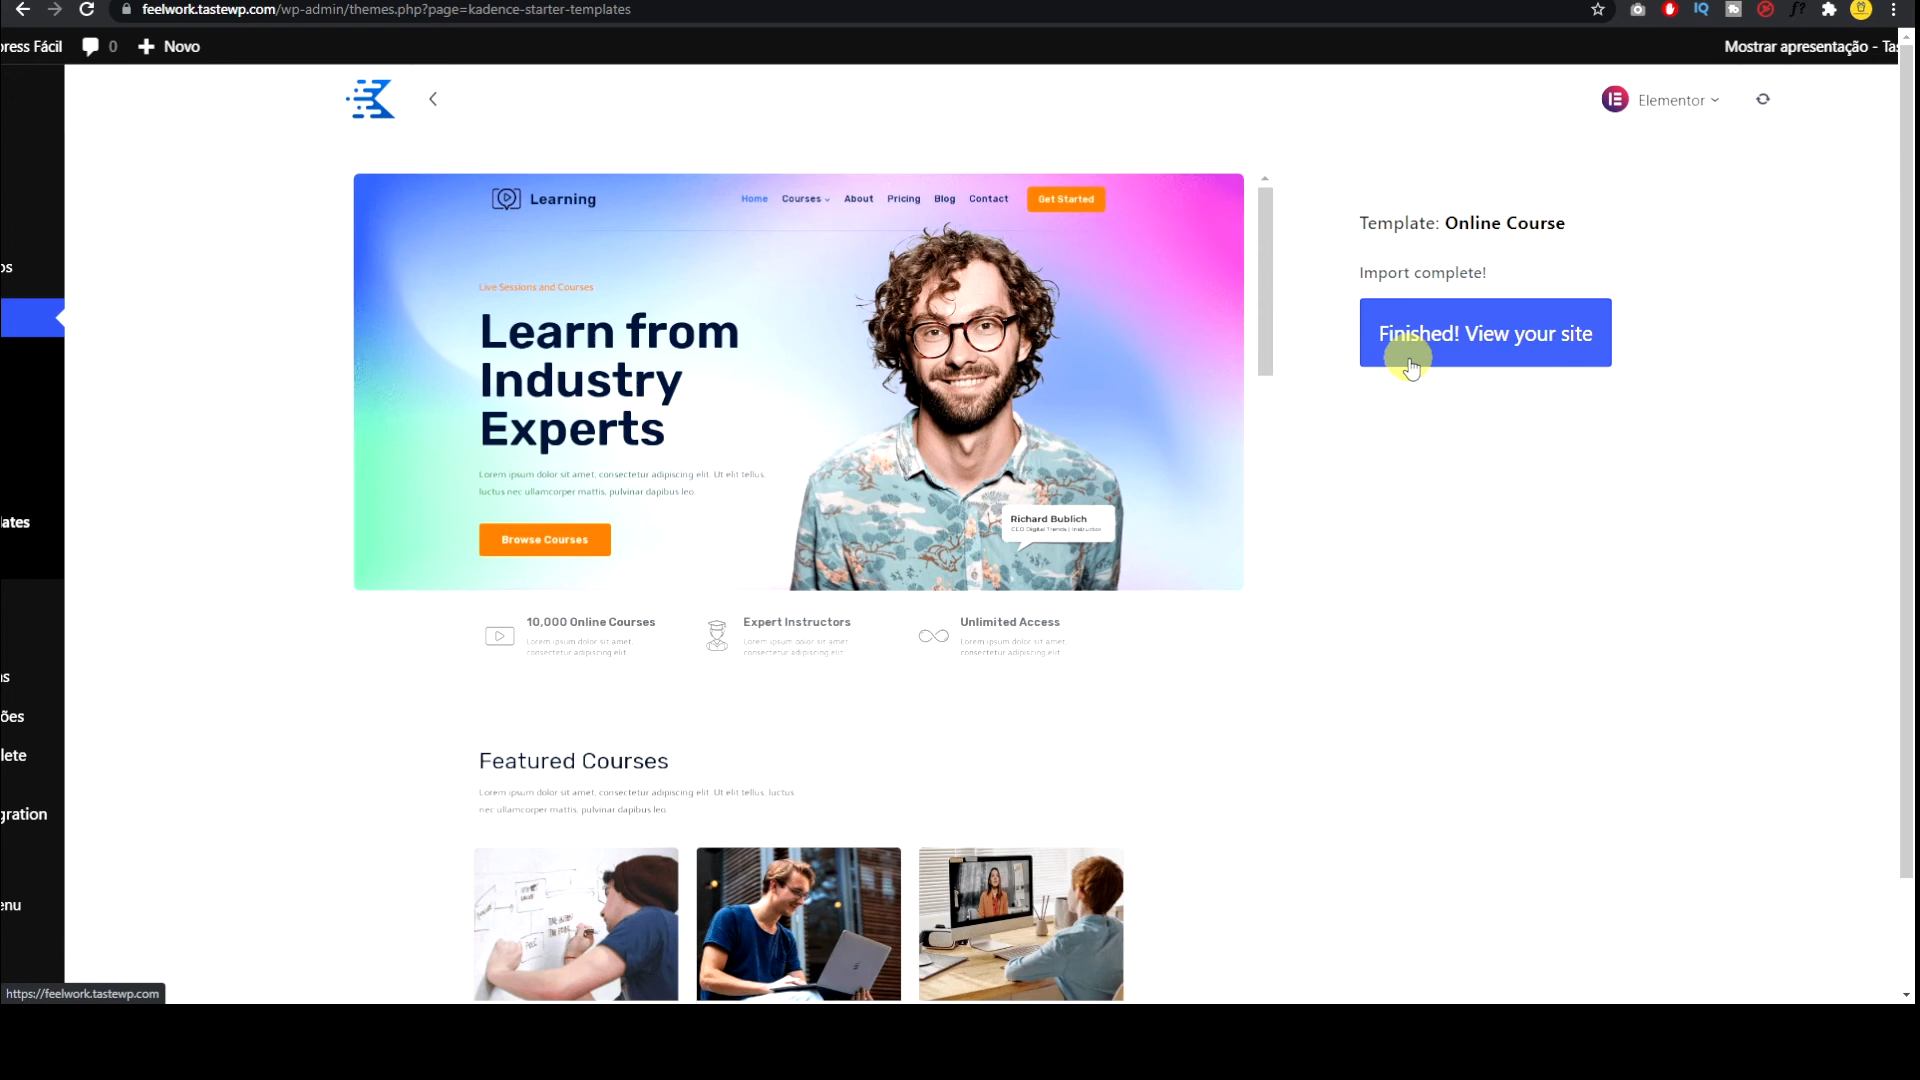 feelwork.tastewp.com/wp-admin/themes.php?page=kadence-starter-templates
ress Fácil
0
Novo
Mostrar apresentação - Tas
os
ates
s
ões
lete
gration
enu
Elementor
Learning
Home
Courses
About
Pricing
Blog
Contact
Get Started
Live Sessions and Courses
Learn from
Industry
Experts
Lorem ipsum dolor sit amet, consectetur adipiscing elit. Ut elit tellus,
luctus nec ullamcorper mattis, pulvinar dapibus leo.
Browse Courses
Richard Bublich
CEO Digital Trends / Instructor
10,000 Online Courses
Lorem ipsum dolor sit amet,
consectetur adipiscing elit.
Expert Instructors
Lorem ipsum dolor sit amet,
consectetur adipiscing elit.
Unlimited Access
Lorem ipsum dolor sit amet,
consectetur adipiscing elit.
Featured Courses
Lorem ipsum dolor sit amet, consectetur adipiscing elit. Ut elit tellus, luctus
nec ullamcorper mattis, pulvinar dapibus leo.
Template: Online Course
Import complete!
Finished! View your site
https://feelwork.tastewp.com